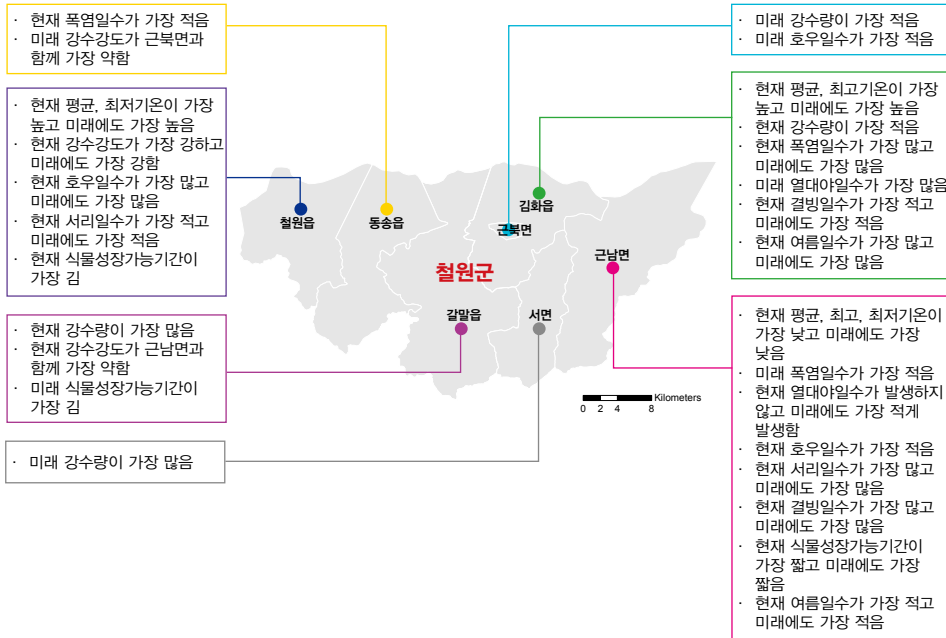 · 현재 폭염일수가 가장 적음
· 미래 강수강도가 근북면과
함께 가장 약함
· 현재 평균, 최저기온이 가장
높고 미래에도 가장 높음
· 현재 강수강도가 가장 강하고
미래에도 가장 강함
· 현재 호우일수가 가장 많고
미래에도 가장 많음
· 현재 서리일수가 가장 적고
미래에도 가장 적음
· 현재 식물성장가능기간이
가장 김
· 현재 강수량이 가장 많음
· 현재 강수강도가 근남면과
함께 가장 약함
· 미래 식물성장가능기간이
가장 김
· 미래 강수량이 가장 많음
철원읍
동송읍
김화읍
근북면
근남면
철원군
갈말읍
서면
Kilometers
0 2 4 8
· 미래 강수량이 가장 적음
· 미래 호우일수가 가장 적음
· 현재 평균, 최고기온이 가장
높고 미래에도 가장 높음
· 현재 강수량이 가장 적음
· 현재 폭염일수가 가장 많고
미래에도 가장 많음
· 미래 열대야일수가 가장 많음
· 현재 결빙일수가 가장 적고
미래에도 가장 적음
· 현재 여름일수가 가장 많고
미래에도 가장 많음
· 현재 평균, 최고, 최저기온이
가장 낮고 미래에도 가장
낮음
· 미래 폭염일수가 가장 적음
· 현재 열대야일수가 발생하지
않고 미래에도 가장 적게
발생함
· 현재 호우일수가 가장 적음
· 현재 서리일수가 가장 많고
미래에도 가장 많음
· 현재 결빙일수가 가장 많고
미래에도 가장 많음
· 현재 식물성장가능기간이
가장 짧고 미래에도 가장
짧음
· 현재 여름일수가 가장 적고
미래에도 가장 적음